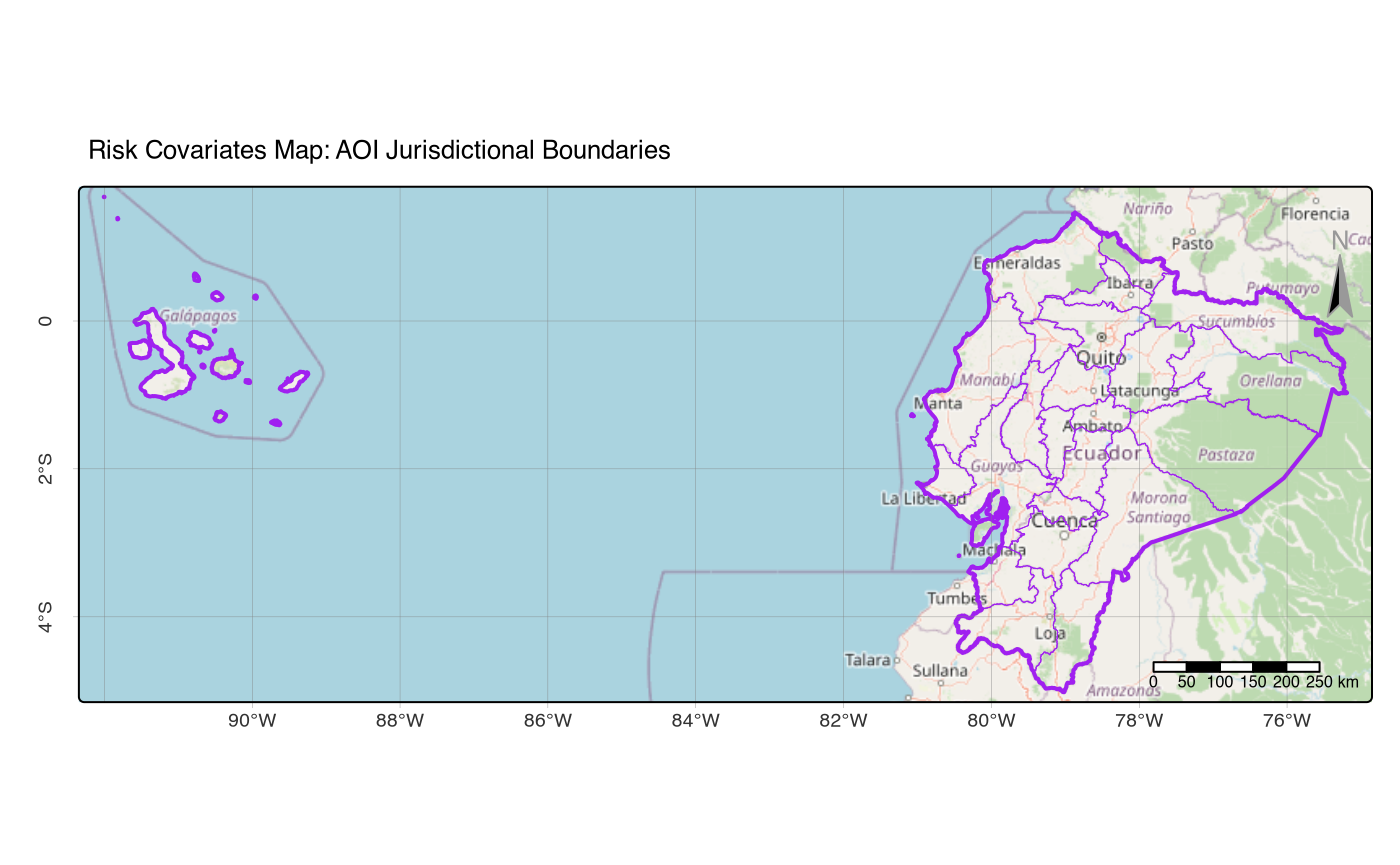 Risk Covariates Map: AOI Jurisdictional Boundaries
Nariño
Florencia
Pasto
N
Caq
Esmeraldas
Ibarra
Putumayo
Galápagos
0
Sucumbíos
Quito
Manabí
Latacunga
Orellana
Manta
Ambato
Ecuador
Pastaza
2°S
Guayas
La Libertad
Morona
Santiago
Cuenca
Machala
Tumbes
4°S
Loja
Talara
Sullana
Amazonas
0 50 100 150 200 250 km
90°W 88°W 86°W 84°W 82°W 80°W 78°W 76°W